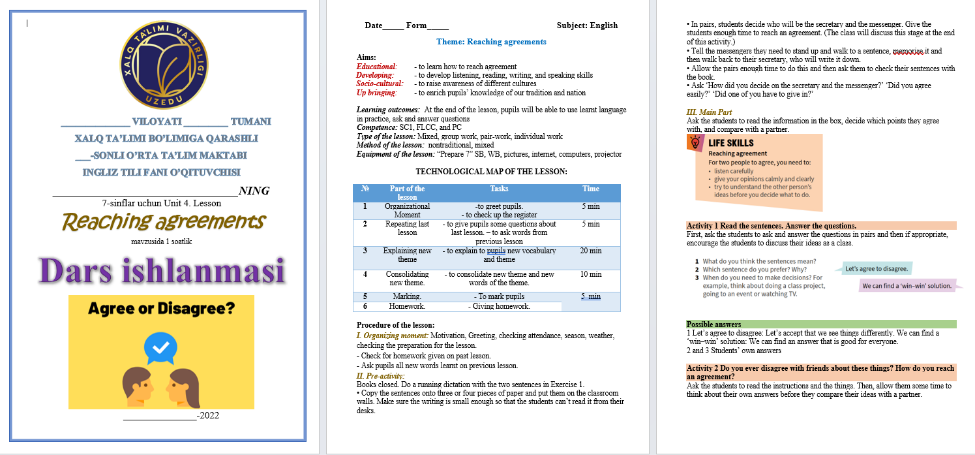 XALQ TALIMI VAZIRLIGI
UZEDU
____________ VILOYATI ____________ TUMANI
XALQ TA'LIMI BO'LIMIGA QARASHLI
___-SONLI O'RTA TA'LIM MAKTABI
INGLIZ TILI FANI O'QITUVCHISI
______________________________NING
7-sinflar uchun Unit 4. Lesson
Reaching agreements
mavzusida 1 soatlik
Dars ishlanmasi
Agree or Disagree?
______________-2022
Date_____ Form_____ Subject: English
Theme: Reaching agreements
Aims:
Educational: - to learn how to reach agreement
Developing: - to develop listening, reading, writing, and speaking skills
Socio-cultural: - to raise awareness of different cultures
Up bringing: - to enrich pupils' knowledge of our tradition and nation
Learning outcomes: At the end of the lesson, pupils will be able to use learnt language
in practice, ask and answer questions
Competence: SC1, FLCC, and PC
Type of the lesson: Mixed, group work, pair-work, individual work
Method of the lesson: nontraditional, mixed
Equipment of the lesson: "Prepare 7" SB, WB, pictures, internet, computers, projector
TECHNOLOGICAL MAP OF THE LESSON:
№ Part of the lesson Tasks Time
1 Organizational Moment -to greet pupils. - to check up the register 5 min
2 Repeating last lesson - to give pupils some questions about last lesson. – to ask words from previous lesson 5 min
3 Explaining new theme - to explain to pupils new vocabulary and theme 20 min
4 Consolidating new theme. - to consolidate new theme and new words of the theme. 10 min
5 Marking. - To mark pupils 5 min
6 Homework. - Giving homework.
Procedure of the lesson:
I. Organizing moment: Motivation, Greeting, checking attendance, season, weather,
checking the preparation for the lesson.
- Check for homework given on past lesson.
- Ask pupils all new words learnt on previous lesson.
II. Pre-activity:
Books closed. Do a running dictation with the two sentences in Exercise 1.
• Copy the sentences onto three or four pieces of paper and put them on the classroom
walls. Make sure the writing is small enough so that the students can't read it from their
desks.
• In pairs, students decide who will be the secretary and the messenger. Give the
students enough time to reach an agreement. (The class will discuss this stage at the end
of this activity.)
• Tell the messengers they need to stand up and walk to a sentence, memorise it and
then walk back to their secretary, who will write it down.
• Allow the pairs enough time to do this and then ask them to check their sentences with
the book.
• Ask 'How did you decide on the secretary and the messenger?' 'Did you agree
easily?' 'Did one of you have to give in?'
III. Main Part
Ask the students to read the information in the box, decide which points they agree
with, and compare with a partner.
LIFE SKILLS
Reaching agreement
For two people to agree, you need to:
• listen carefully
• give your opinions calmly and clearly
• try to understand the other person's
ideas before you decide what to do.
Activity 1 Read the sentences. Answer the questions.
First, ask the students to ask and answer the questions in pairs and then if appropriate,
encourage the students to discuss their ideas as a class.
1 What do you think the sentences mean?
2 Which sentence do you prefer? Why?
3 When do you need to make decisions? For
example, think about doing a class project,
going to an event or watching TV.
Let's agree to disagree.
We can find a 'win–win' solution.
Possible answers
1 Let's agree to disagree: Let's accept that we see things differently. We can find a
'win–win' solution: We can find an answer that is good for everyone.
2 and 3 Students' own answers
Activity 2 Do you ever disagree with friends about these things? How do you reach
an agreement?
Ask the students to read the instructions and the things. Then, allow them some time to
think about their own answers before they compare their ideas with a partner.